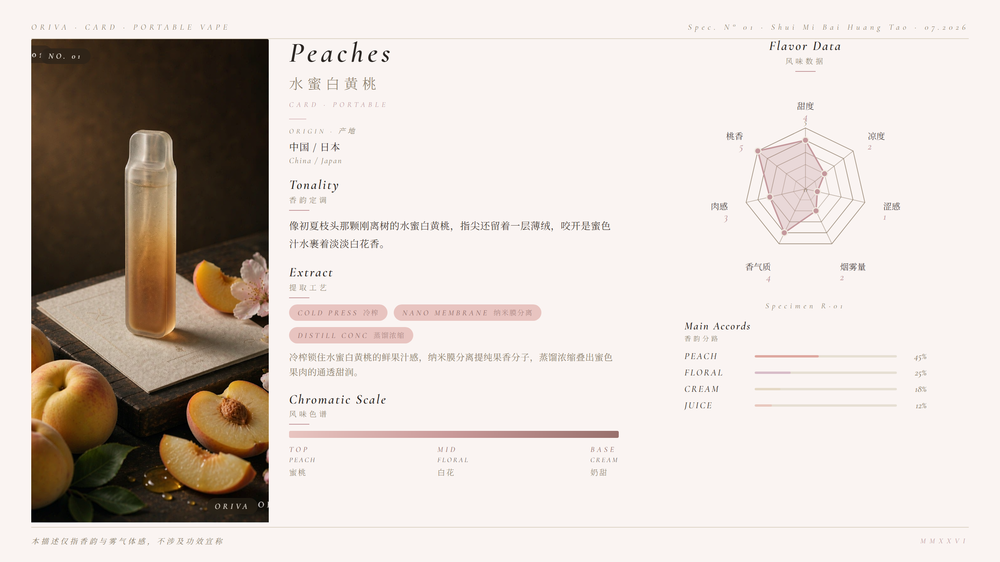 ORIVA · CARD · PORTABLE VAPE
Spec. Nº 01 · Shui Mi Bai Huang Tao · 07.2026
01
NO. 01
ORIVA
Peaches
水蜜白黄桃
CARD · PORTABLE
ORIGIN · 产地
中国 / 日本
China / Japan
Tonality
香韵定调
像初夏枝头那颗刚离树的水蜜白黄桃，指尖还留着一层薄绒，咬开是蜜色
汁水裹着淡淡白花香。
Extract
提取工艺
COLD PRESS 冷榨
NANO MEMBRANE 纳米膜分离
DISTILL CONC 蒸馏浓缩
冷榨锁住水蜜白黄桃的鲜果汁感，纳米膜分离提纯果香分子，蒸馏浓缩叠出蜜色
果肉的通透甜润。
Chromatic Scale
风味色谱
TOP
PEACH
蜜桃
MID
FLORAL
白花
BASE
CREAM
奶甜
Flavor Data
风味数据
甜度
4
5
桃香
5
凉度
2
0
肉感
3
涩感
1
香气质
4
烟雾量
2
Specimen R·01
Main Accords
香韵分路
PEACH 45%
FLORAL 25%
CREAM 18%
JUICE 12%
本描述仅指香韵与雾气体感，不涉及功效宣称
MMXXVI